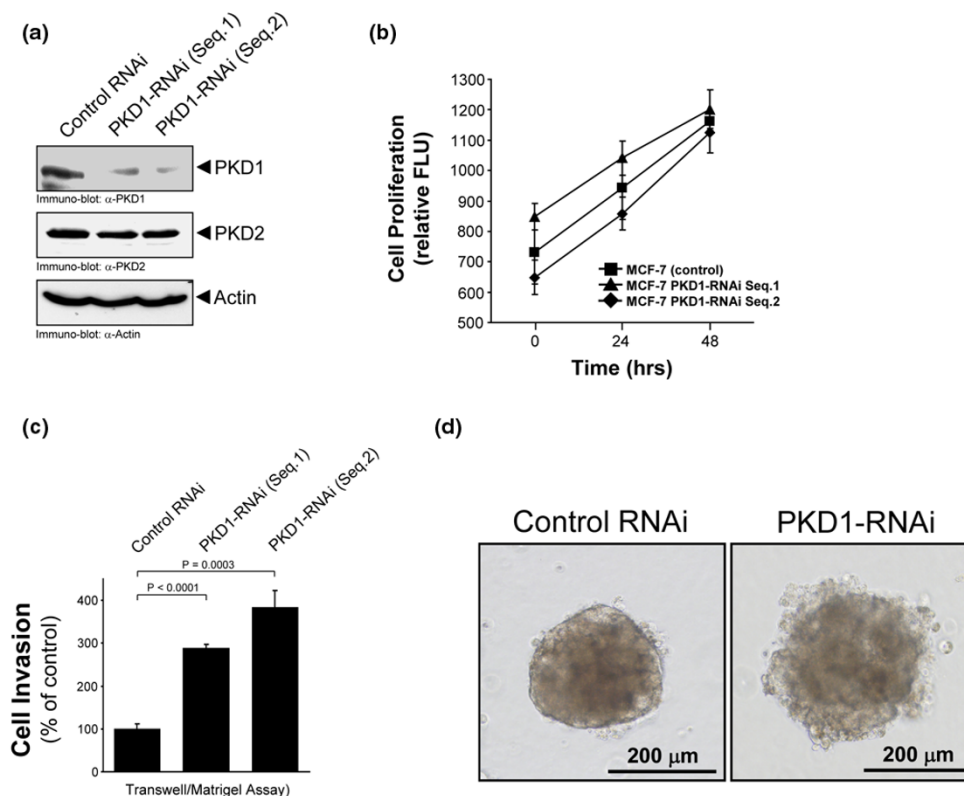 (a)
Control RNAi
PKD1-RNAi (Seq.1)
PKD1-RNAi (Seq.2)
PKD1
Immuno-blot: α-PKD1
PKD2
Immuno-blot: α-PKD2
Actin
Immuno-blot: α-Actin
(b)
Cell Proliferation
(relative FLU)
1300
1200
1100
1000
900
800
700
600
500
MCF-7 (control)
MCF-7 PKD1-RNAi Seq.1
MCF-7 PKD1-RNAi Seq.2
0 24 48
Time (hrs)
(c)
Control RNAi
PKD1-RNAi (Seq.1)
PKD1-RNAi (Seq.2)
P = 0.0003
P < 0.0001
Cell Invasion
(% of control)
400
300
200
100
0
Transwell/Matrigel Assay)
(d)
Control RNAi
PKD1-RNAi
200 μm
200 μm